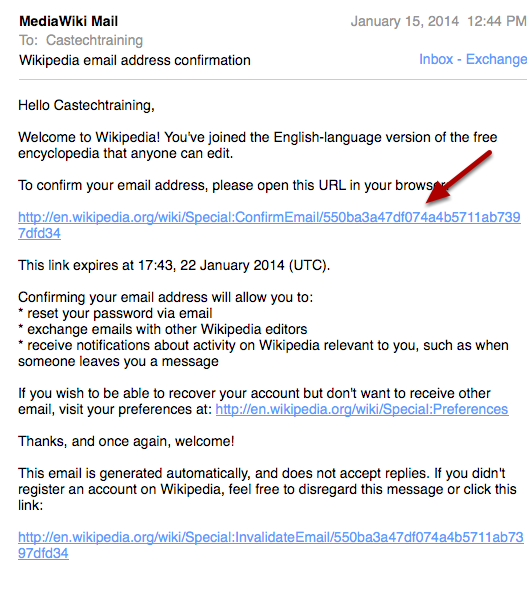 MediaWiki Mail January 15, 2014 12:44 PM
To: Castechtraining
Wikipedia email address confirmation Inbox - Exchange
Hello Castechtraining,
Welcome to Wikipedia! You've joined the English-language version of the free
encyclopedia that anyone can edit.
To confirm your email address, please open this URL in your browser
http://en.wikipedia.org/wiki/Special:ConfirmEmail/550ba3a47df074a4b5711ab739
7dfd34
This link expires at 17:43, 22 January 2014 (UTC).
Confirming your email address will allow you to:
* reset your password via email
* exchange emails with other Wikipedia editors
* receive notifications about activity on Wikipedia relevant to you, such as when
someone leaves you a message
If you wish to be able to recover your account but don't want to receive other
email, visit your preferences at: http://en.wikipedia.org/wiki/Special:Preferences
Thanks, and once again, welcome!
This email is generated automatically, and does not accept replies. If you didn't
register an account on Wikipedia, feel free to disregard this message or click this
link:
http://en.wikipedia.org/wiki/Special:InvalidateEmail/550ba3a47df074a4b5711ab73
97dfd34